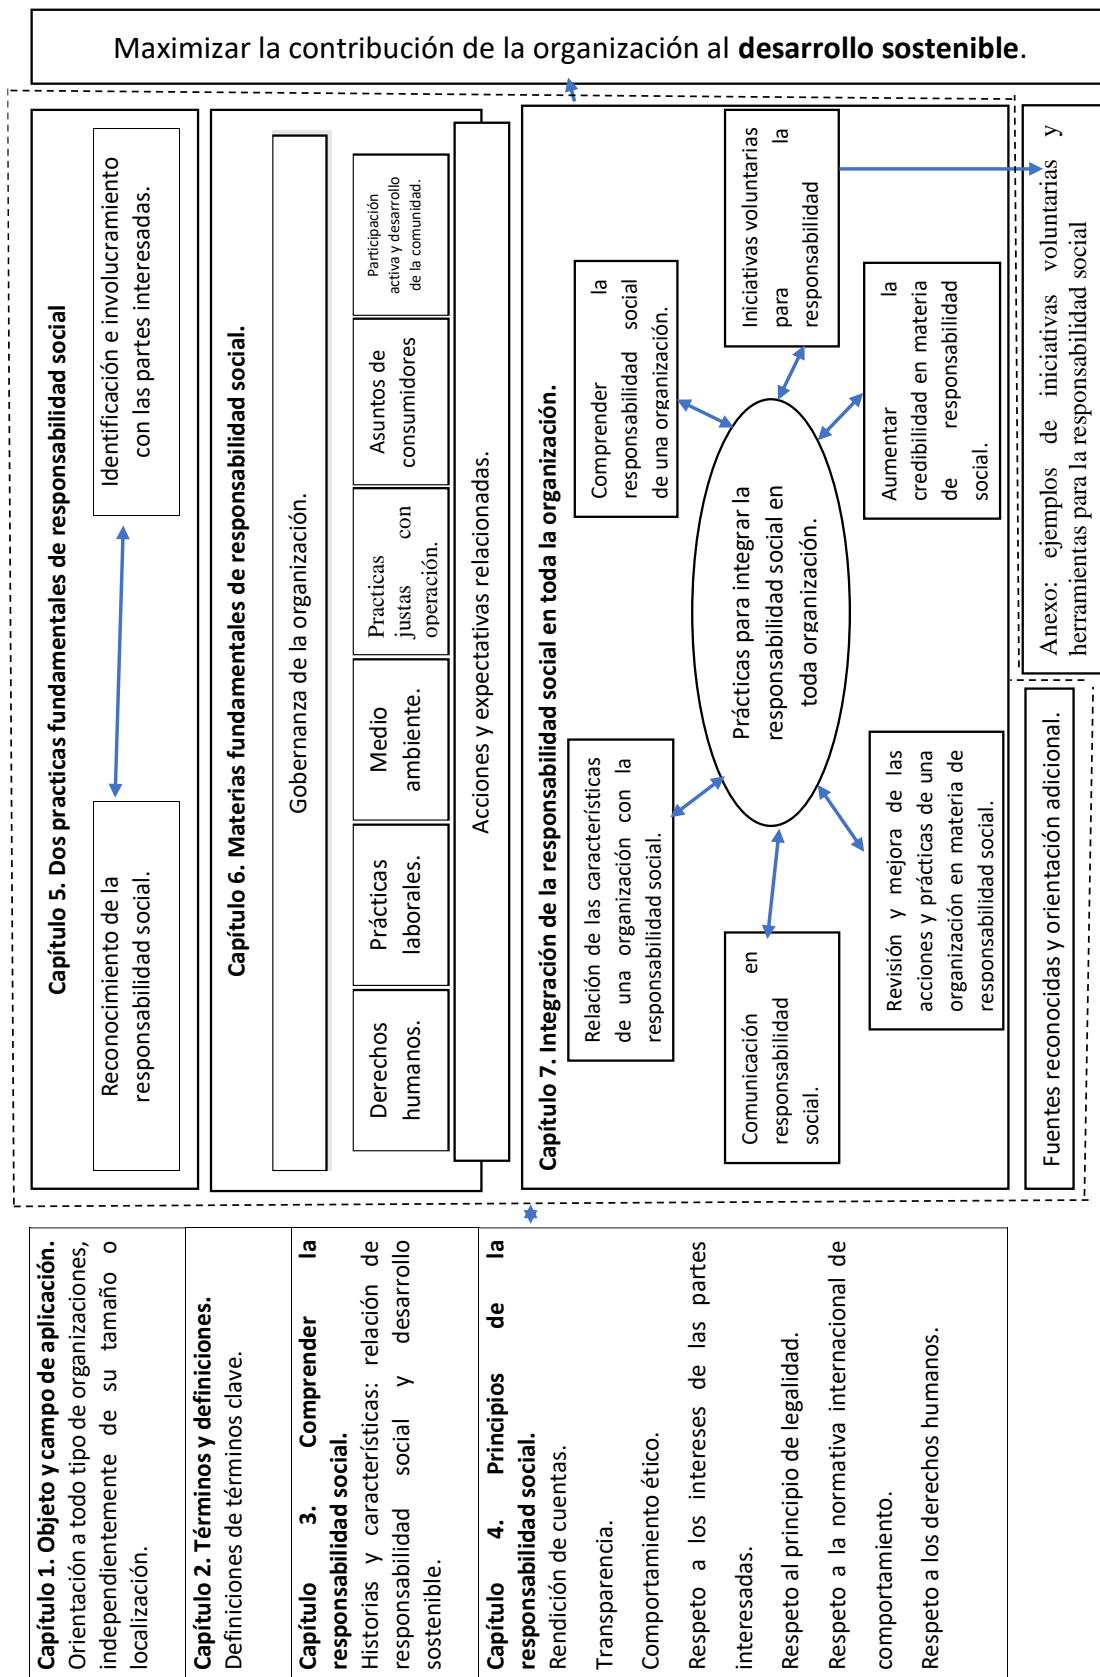 Capítulo 1. Objeto y campo de aplicación.
Orientación a todo tipo de organizaciones,
independientemente de su tamaño o
localización.
Capítulo 2. Términos y definiciones.
Definiciones de términos clave.
Capítulo 3. Comprender la
responsabilidad social.
Historias y características: relación de
responsabilidad social y desarrollo
sostenible.
Capítulo 4. Principios de la
responsabilidad social.
Rendición de cuentas.
Transparencia.
Comportamiento ético.
Respeto a los intereses de las partes
interesadas.
Respeto al principio de legalidad.
Respeto a la normativa internacional de
comportamiento.
Respeto a los derechos humanos.
Capítulo 5. Dos practicas fundamentales de responsabilidad social
Reconocimiento de la
responsabilidad social.
Identificación e involucramiento
con las partes interesadas.
Capítulo 6. Materias fundamentales de responsabilidad social.
Gobernanza de la organización.
Derechos
humanos.
Prácticas
laborales.
Medio
ambiente.
Practicas
justas con
operación.
Asuntos de
consumidores
Participación
activa y desarrollo
de la comunidad.
Acciones y expectativas relacionadas.
Capítulo 7. Integración de la responsabilidad social en toda la organización.
Relación de las características
de una organización con la
responsabilidad social.
Comprender la
responsabilidad social
de una organización.
Comunicación en
responsabilidad
social.
Prácticas para integrar la
responsabilidad social en
toda organización.
Iniciativas voluntarias
para la
responsabilidad
Revisión y mejora de las
acciones y prácticas de una
organización en materia de
responsabilidad social.
Aumentar la
credibilidad en materia
de responsabilidad
social.
Fuentes reconocidas y orientación adicional.
Anexo: ejemplos de iniciativas voluntarias y
herramientas para la responsabilidad social
Maximizar la contribución de la organización al desarrollo sostenible.